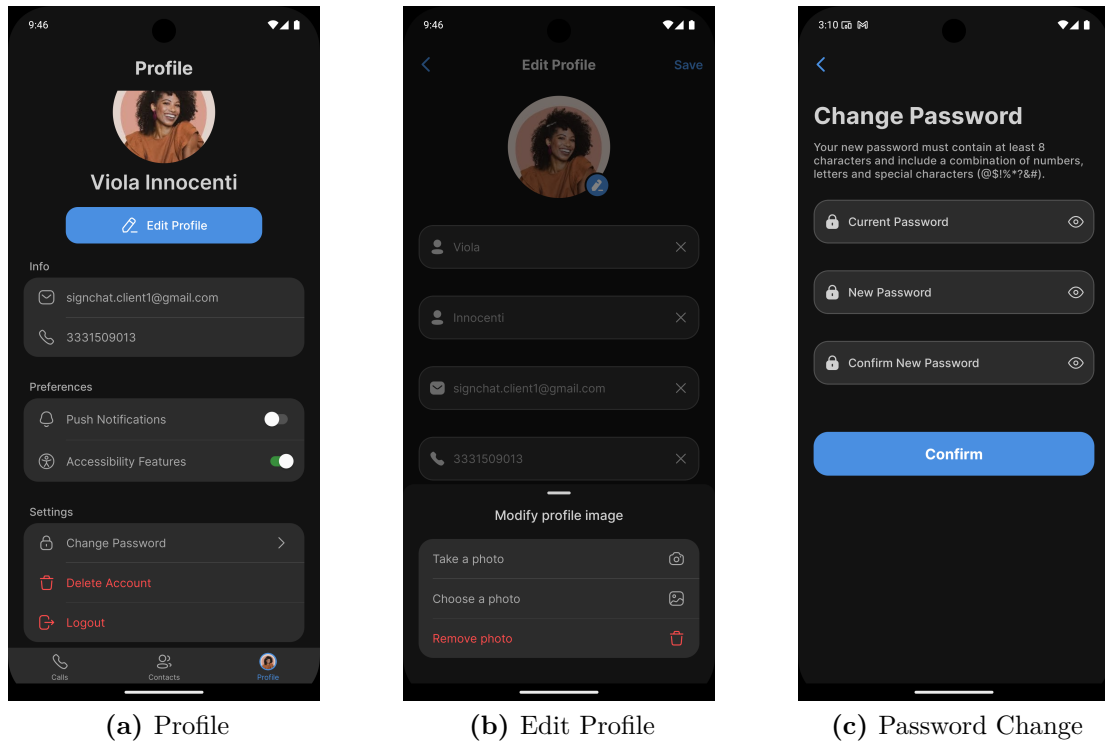 9:46
Profile
Viola Innocenti
Edit Profile
Info
signchat.client1@gmail.com
3331509013
Preferences
Push Notifications
Accessibility Features
Settings
Change Password
Delete Account
Logout
Calls
Contacts
Profile
(a) Profile
9:46
Edit Profile
Save
Viola
Innocenti
signchat.client1@gmail.com
3331509013
Modify profile image
Take a photo
Choose a photo
Remove photo
(b) Edit Profile
3:10
Change Password
Your new password must contain at least 8
characters and include a combination of numbers,
letters and special characters (@$!%*?&#).
Current Password
New Password
Confirm New Password
Confirm
(c) Password Change